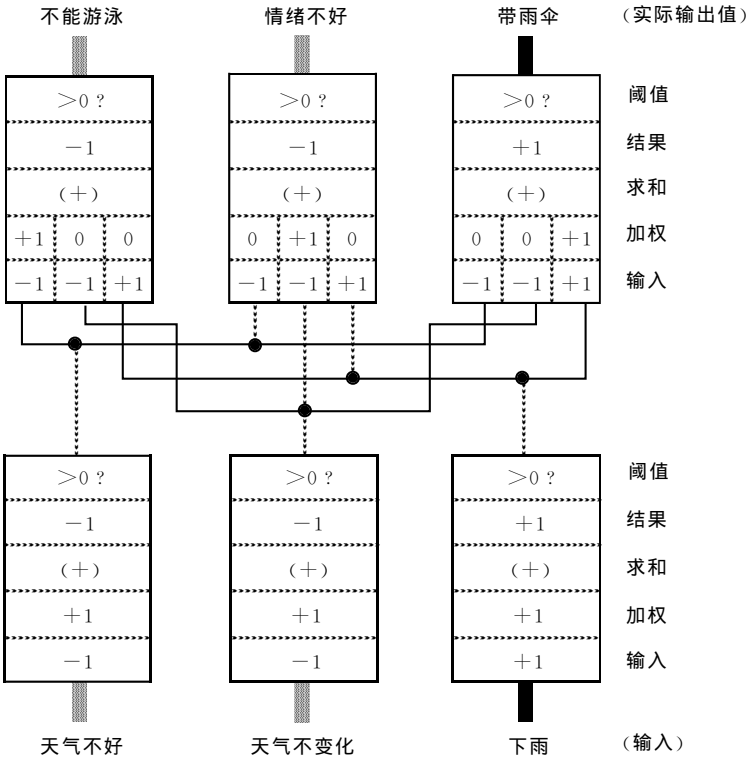 不能游泳 情绪不好 带雨伞 (实际输出值)
>0？ >0？ >0？ 阈值
−1 −1 +1 结果
(+) (+) (+) 求和
+1 0 0 0 +1 0 0 0 +1 加权
−1 −1 +1 −1 −1 +1 −1 −1 +1 输入
>0？ >0？ >0？ 阈值
−1 −1 +1 结果
(+) (+) (+) 求和
+1 +1 +1 加权
−1 −1 +1 输入
天气不好 天气不变化 下雨 (输入)